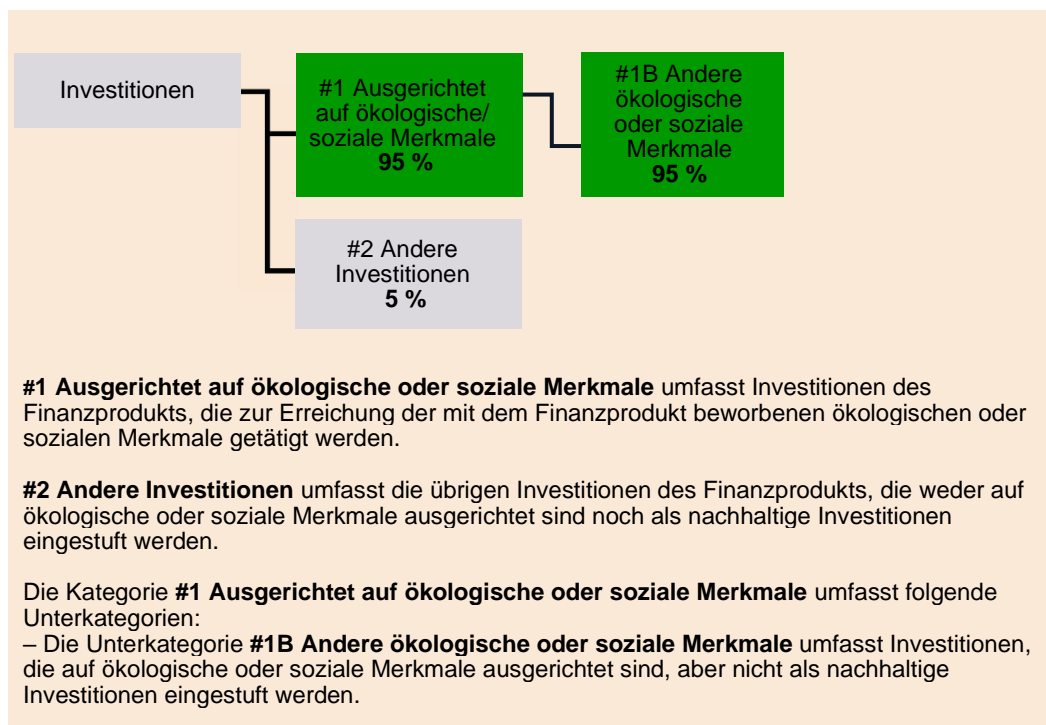 Investitionen
#1 Ausgerichtet
auf ökologische/
soziale Merkmale
95 %
#1B Andere
ökologische
oder soziale
Merkmale
95 %
#2 Andere
Investitionen
5 %
#1 Ausgerichtet auf ökologische oder soziale Merkmale umfasst Investitionen des
Finanzprodukts, die zur Erreichung der mit dem Finanzprodukt beworbenen ökologischen oder
sozialen Merkmale getätigt werden.
#2 Andere Investitionen umfasst die übrigen Investitionen des Finanzprodukts, die weder auf
ökologische oder soziale Merkmale ausgerichtet sind noch als nachhaltige Investitionen
eingestuft werden.
Die Kategorie #1 Ausgerichtet auf ökologische oder soziale Merkmale umfasst folgende
Unterkategorien:
– Die Unterkategorie #1B Andere ökologische oder soziale Merkmale umfasst Investitionen,
die auf ökologische oder soziale Merkmale ausgerichtet sind, aber nicht als nachhaltige
Investitionen eingestuft werden.